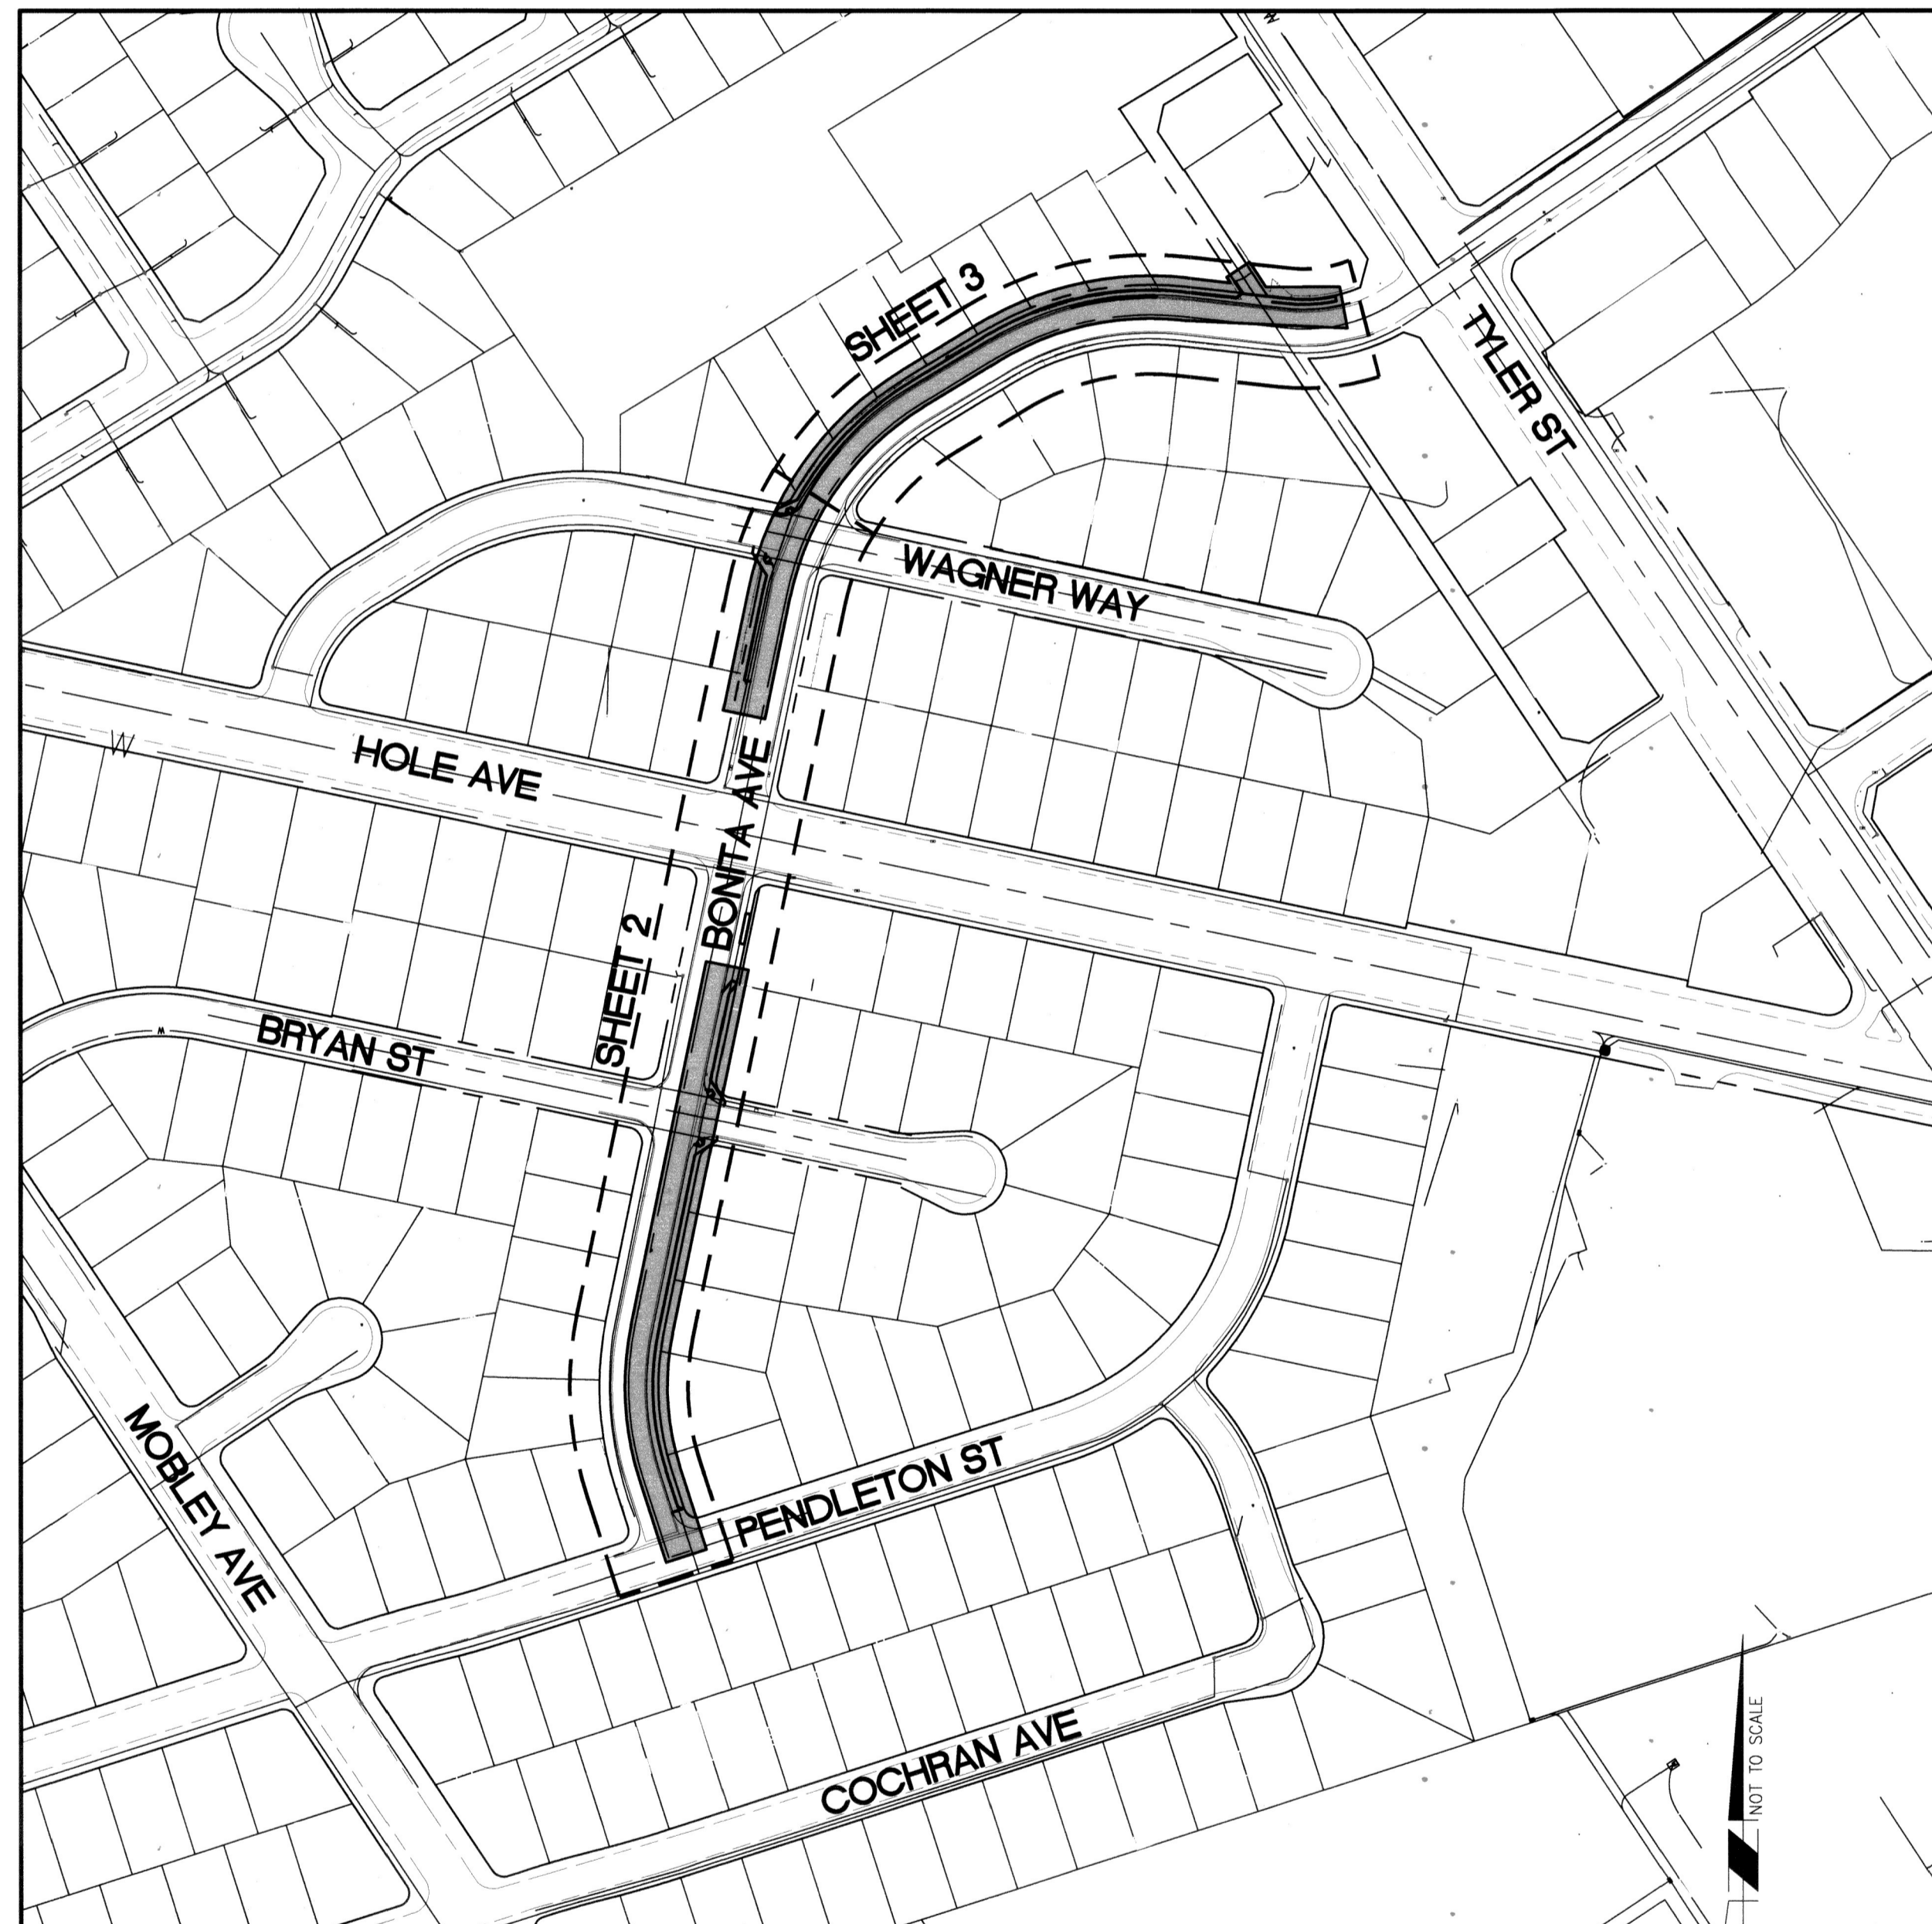 SHEET 3
TYLER ST
WAGNER WAY
HOLE AVE
BONITA AVE
SHEET 2
BRYAN ST
MOBLEY AVE
PENDLETON ST
COCHRAN AVE
NOT TO SCALE
W